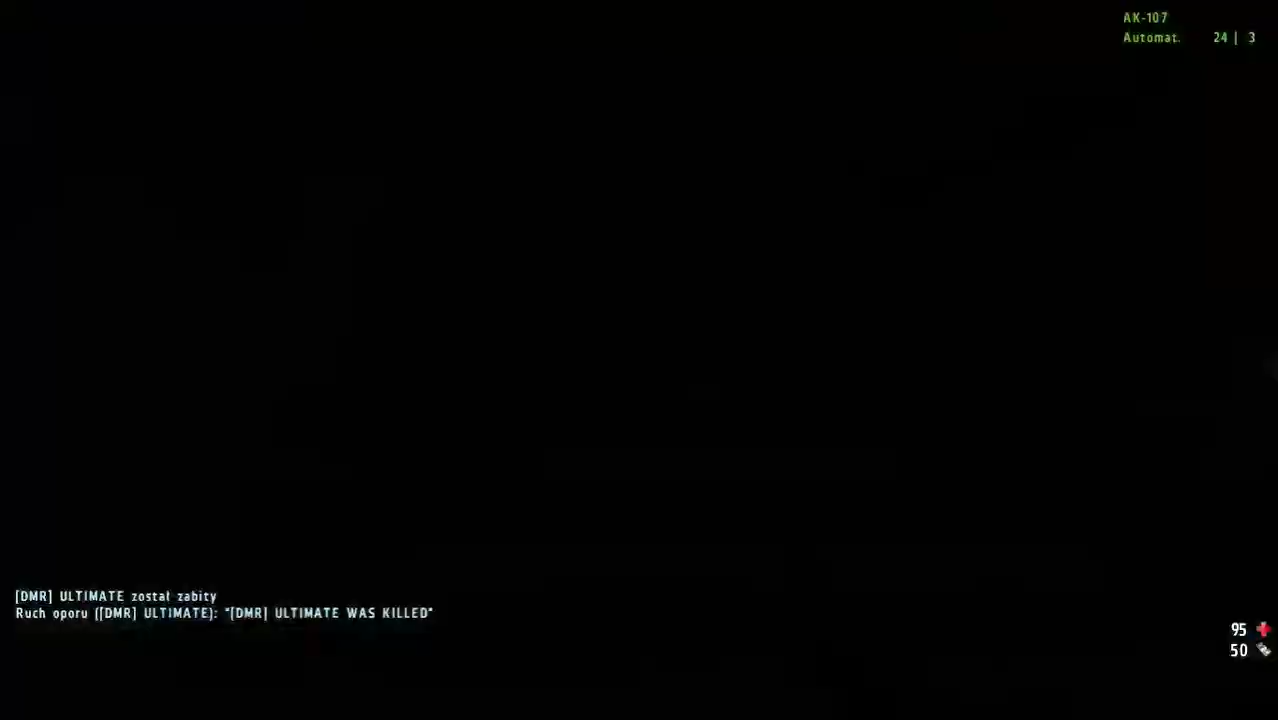 AK-107
Automat. 24 | 3
[DMR] ULTIMATE został zabity
Ruch oporu ([DMR] ULTIMATE): "[DMR] ULTIMATE WAS KILLED"
95
50